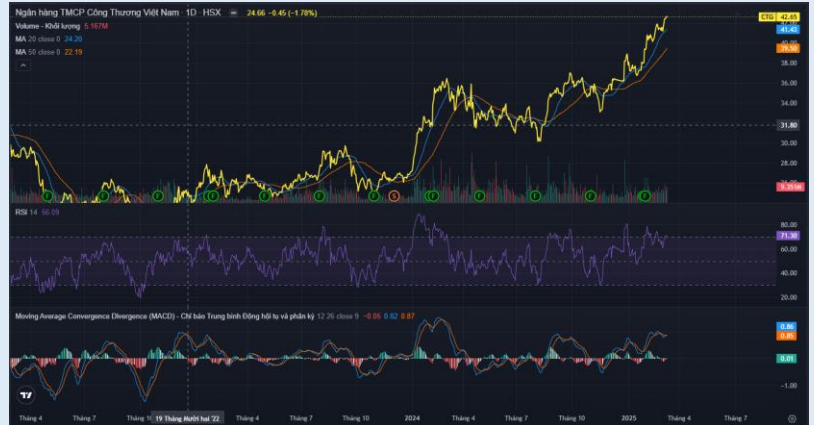 Ngân hàng TMCP Công Thương Việt Nam · 1D · HSX 24.66 −0.45 (−1.78%)
Volume - Khối lượng 5.167M
MA 20 close 0 24.20
MA 50 close 0 22.19
CTG 42.65
41.43
39.50
38.00
36.00
34.00
31.80
30.00
28.00
9.355M
F F F F F F F S F F F F F
RSI 14 56.09
80.00
71.30
60.00
40.00
20.00
Moving Average Convergence Divergence (MACD) - Chỉ báo Trung bình Động hội tụ và phân kỳ 12 26 close 9 −0.05 0.82 0.87
0.86
0.85
0.01
−1.00
Tháng 4 Tháng 7 19 Tháng Mười hai '22 Tháng 4 Tháng 7 Tháng 10 2024 Tháng 4 Tháng 7 Tháng 10 2025 Tháng 4 Tháng 7